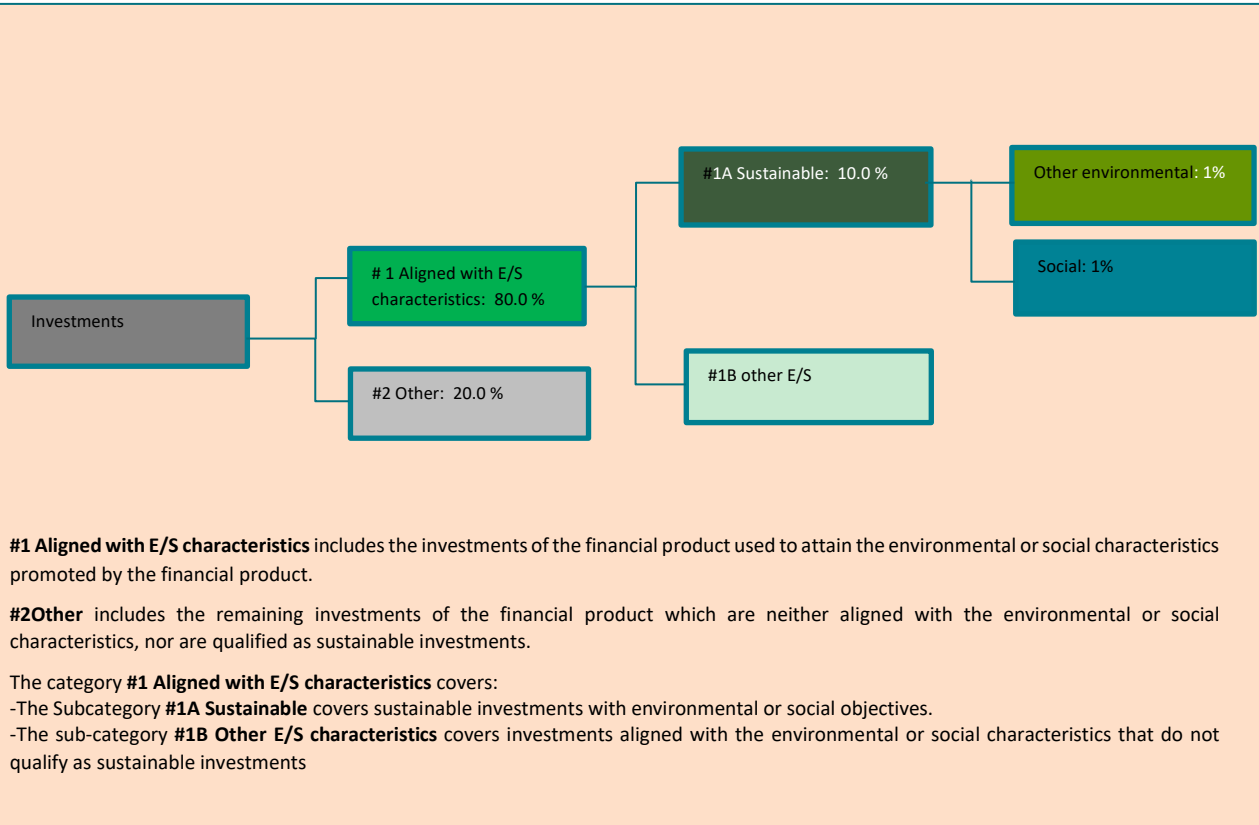 #1A Sustainable: 10.0 %
Other environmental: 1%
Social: 1%
# 1 Aligned with E/S
characteristics: 80.0 %
Investments
#1B other E/S
#2 Other: 20.0 %
#1 Aligned with E/S characteristics includes the investments of the financial product used to attain the environmental or social characteristics
promoted by the financial product.
#2Other includes the remaining investments of the financial product which are neither aligned with the environmental or social
characteristics, nor are qualified as sustainable investments.
The category #1 Aligned with E/S characteristics covers:
-The Subcategory #1A Sustainable covers sustainable investments with environmental or social objectives.
-The sub-category #1B Other E/S characteristics covers investments aligned with the environmental or social characteristics that do not
qualify as sustainable investments